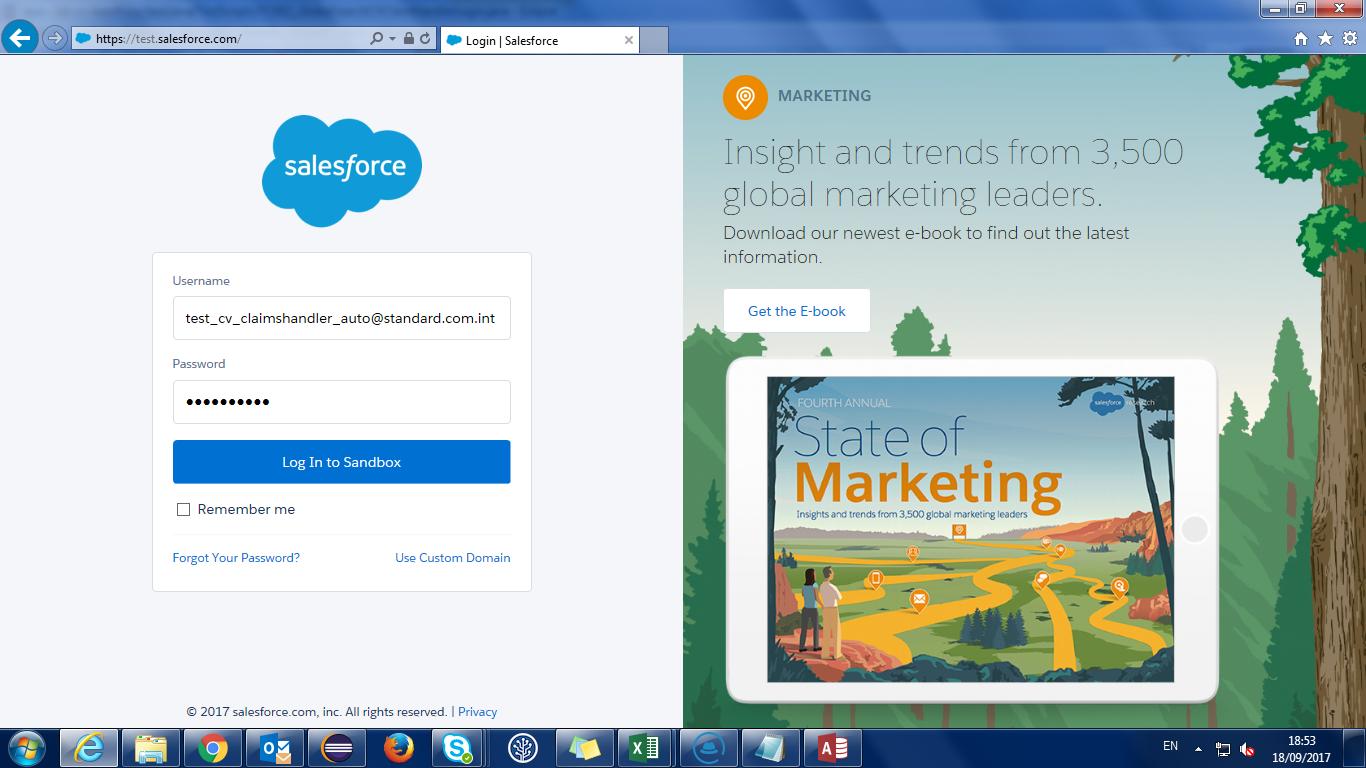 https://test.salesforce.com/
Login | Salesforce
salesforce
Username
test_cv_claimshandler_auto@standard.com.int
Password
Log In to Sandbox
Remember me
Forgot Your Password?
Use Custom Domain
© 2017 salesforce.com, inc. All rights reserved. | Privacy
MARKETING
Insight and trends from 3,500
global marketing leaders.
Download our newest e-book to find out the latest
information.
Get the E-book
FOURTH ANNUAL
salesforce research
State of
Marketing
Insights and trends from 3,500 global marketing leaders
EN
18:53
18/09/2017